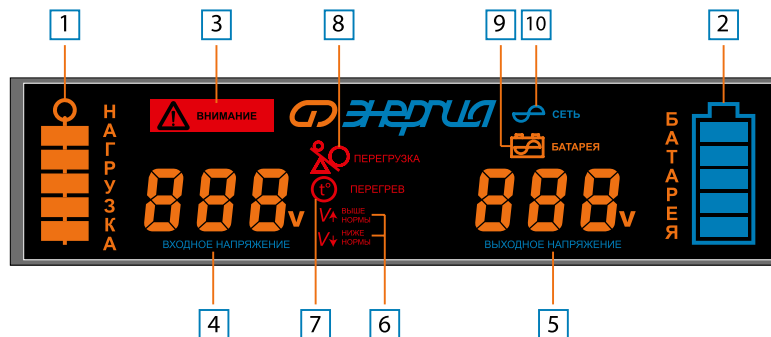 1
3
8
9
10
2
НАГРУЗКА
ВНИМАНИЕ
энергия
СЕТЬ
БАТАРЕЯ
БАТАРЕЯ
ПЕРЕГРУЗКА
t° ПЕРЕГРЕВ
888v
V ВЫШЕ
НОРМЫ
V НИЖЕ
НОРМЫ
888v
ВХОДНОЕ НАПРЯЖЕНИЕ
ВЫХОДНОЕ НАПРЯЖЕНИЕ
4
7
6
5